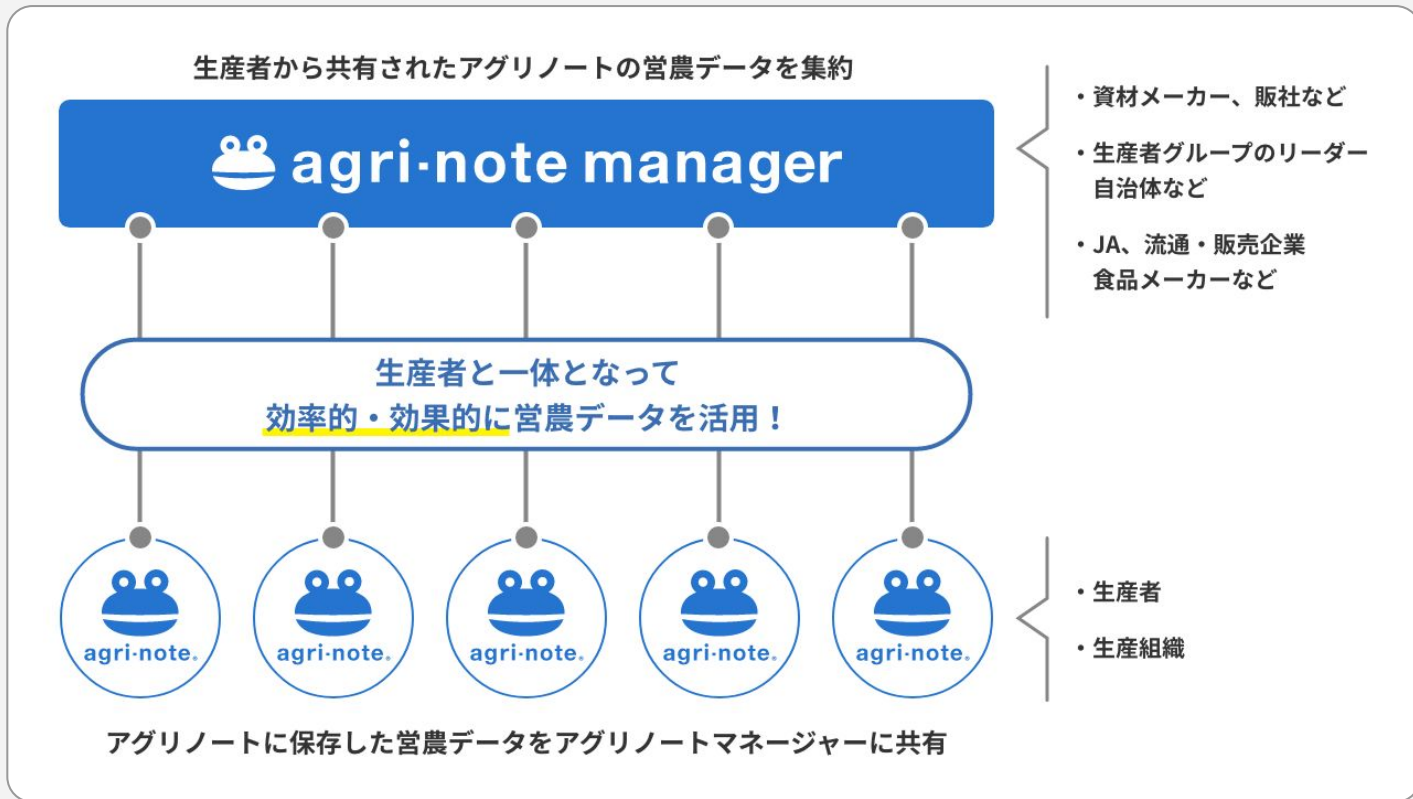 生産者から共有されたアグリノートの営農データを集約
agri-note manager
・資材メーカー、販社など
・生産者グループのリーダー
自治体など
・JA、流通・販売企業
食品メーカーなど
生産者と一体となって
効率的・効果的に営農データを活用！
agri-note®
agri-note®
agri-note®
agri-note®
agri-note®
・生産者
・生産組織
アグリノートに保存した営農データをアグリノートマネージャーに共有